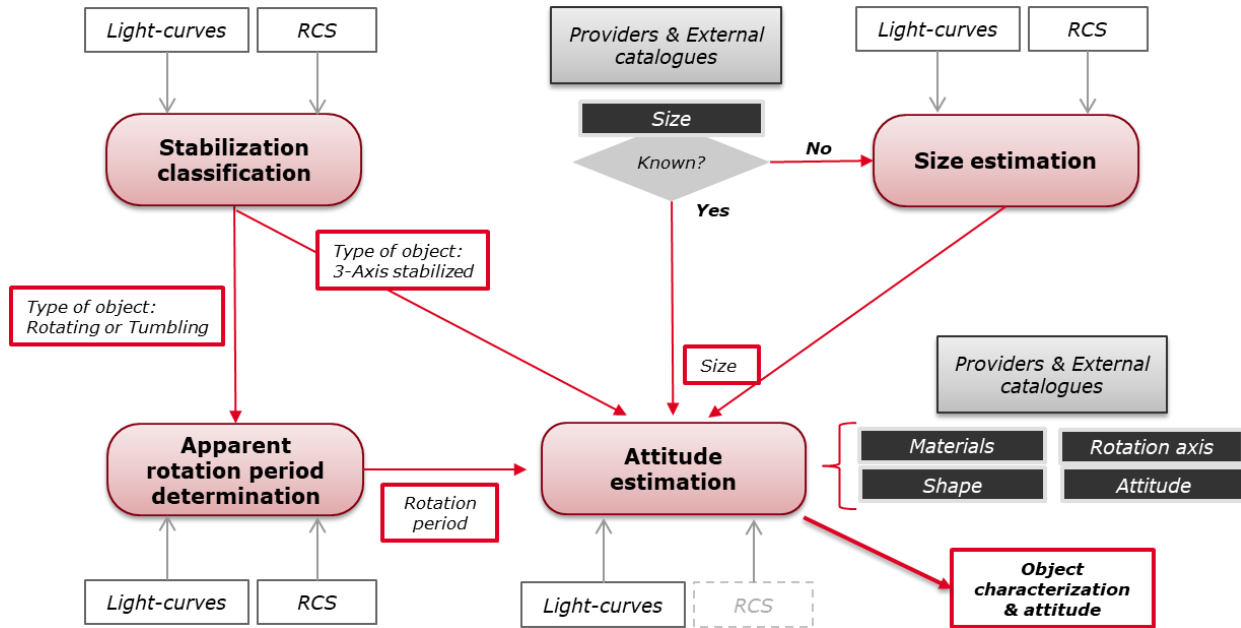 Light-curves
RCS
Providers & External
catalogues
Light-curves
RCS
Size
Stabilization
classification
Known?
No
Size estimation
Yes
Type of object:
3-Axis stabilized
Type of object:
Rotating or Tumbling
Size
Providers & External
catalogues
Apparent
rotation period
determination
Attitude
estimation
Materials
Rotation axis
Shape
Attitude
Rotation
period
Light-curves
RCS
Light-curves
RCS
Object
characterization
& attitude